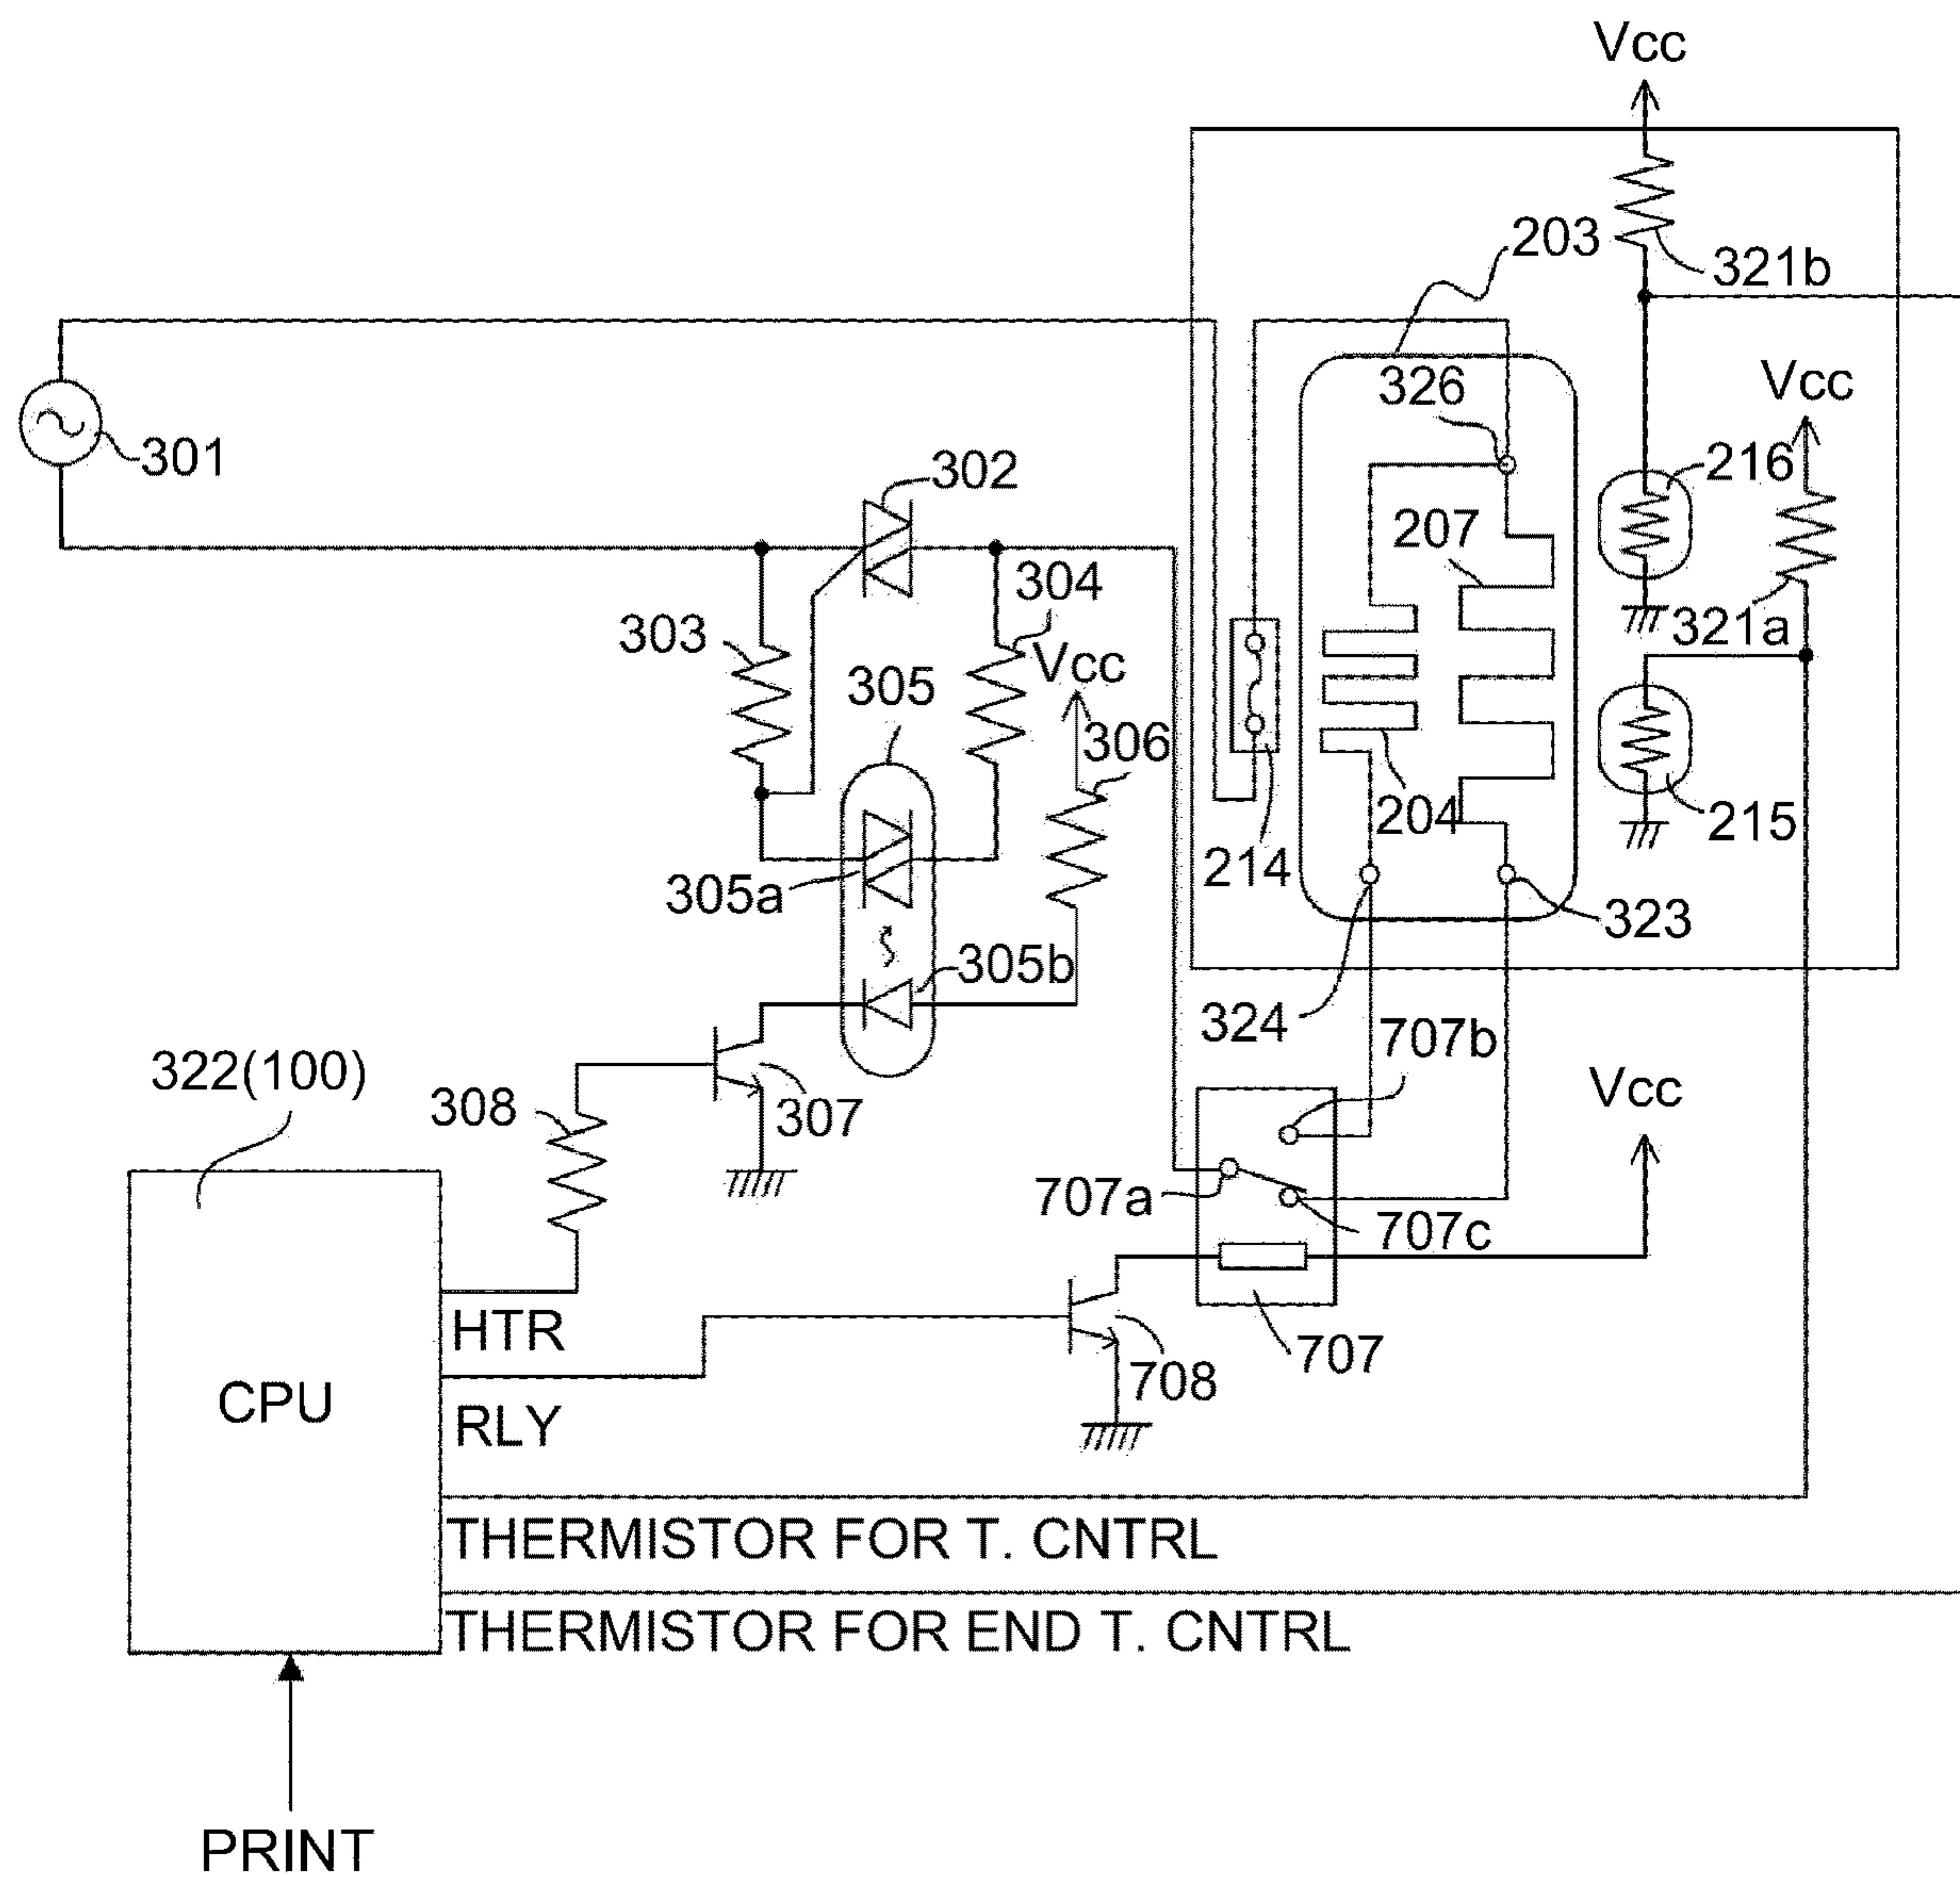 Vcc
203
321b
326
Vcc
301
302
216
207
304
303
Vcc
321a
305
306
204
215
214
305a
323
305b
324
707b
322(100)
Vcc
308
307
707a
707c
HTR
707
708
CPU
RLY
THERMISTOR FOR T. CNTRL
THERMISTOR FOR END T. CNTRL
PRINT